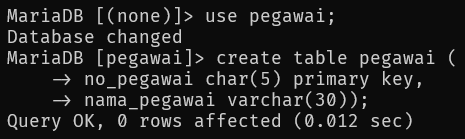 MariaDB [(none)]> use pegawai;
Database changed
MariaDB [pegawai]> create table pegawai (
    -> no_pegawai char(5) primary key,
    -> nama_pegawai varchar(30));
Query OK, 0 rows affected (0.012 sec)